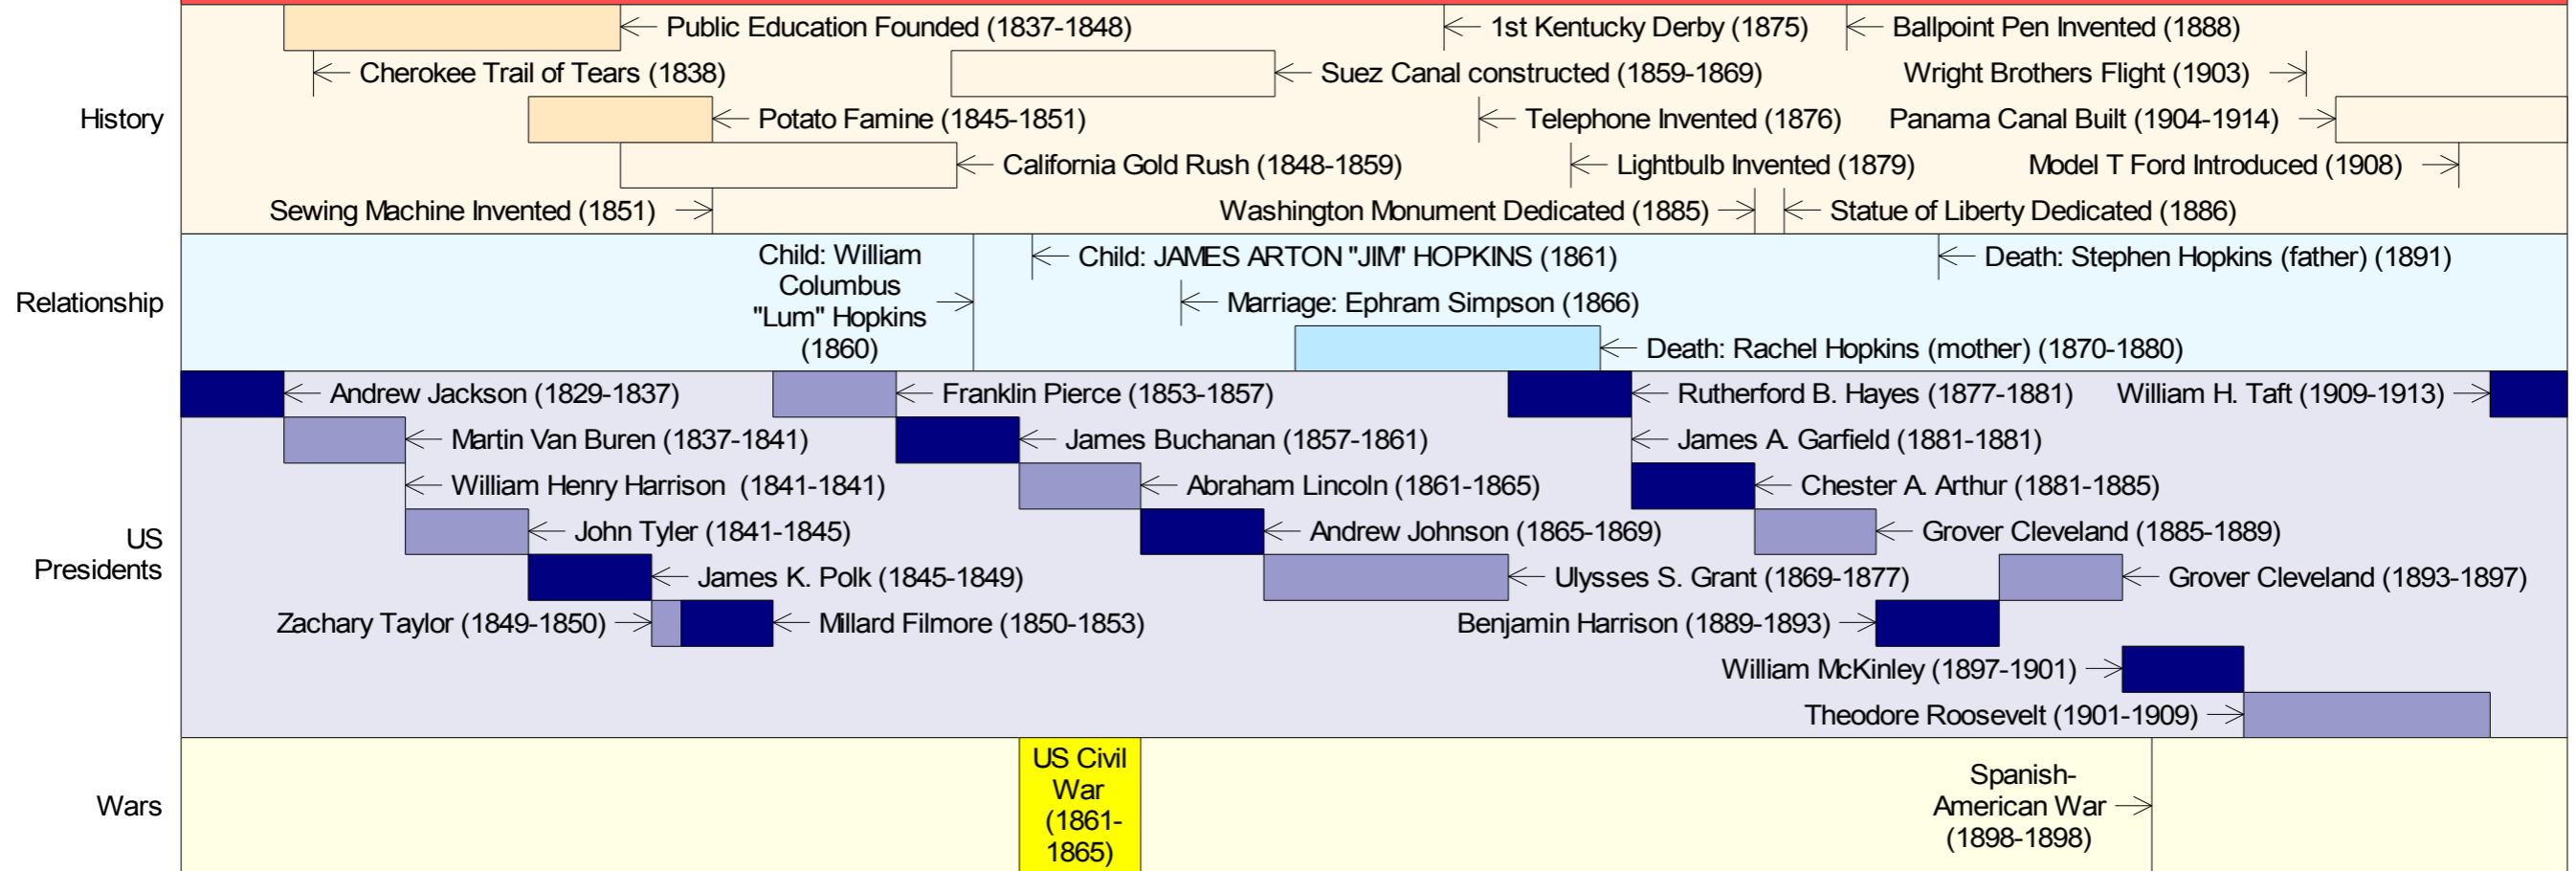 Public Education Founded (1837-1848)
1st Kentucky Derby (1875)
Ballpoint Pen Invented (1888)
Cherokee Trail of Tears (1838)
Suez Canal constructed (1859-1869)
Wright Brothers Flight (1903)
History
Potato Famine (1845-1851)
Telephone Invented (1876)
Panama Canal Built (1904-1914)
California Gold Rush (1848-1859)
Lightbulb Invented (1879)
Model T Ford Introduced (1908)
Sewing Machine Invented (1851)
Washington Monument Dedicated (1885)
Statue of Liberty Dedicated (1886)
Relationship
Child: William
Columbus
"Lum" Hopkins
(1860)
Child: JAMES ARTON "JIM" HOPKINS (1861)
Death: Stephen Hopkins (father) (1891)
Marriage: Ephram Simpson (1866)
Death: Rachel Hopkins (mother) (1870-1880)
US
Presidents
Andrew Jackson (1829-1837)
Franklin Pierce (1853-1857)
Rutherford B. Hayes (1877-1881)
William H. Taft (1909-1913)
Martin Van Buren (1837-1841)
James Buchanan (1857-1861)
James A. Garfield (1881-1881)
William Henry Harrison (1841-1841)
Abraham Lincoln (1861-1865)
Chester A. Arthur (1881-1885)
John Tyler (1841-1845)
Andrew Johnson (1865-1869)
Grover Cleveland (1885-1889)
James K. Polk (1845-1849)
Ulysses S. Grant (1869-1877)
Grover Cleveland (1893-1897)
Zachary Taylor (1849-1850)
Millard Filmore (1850-1853)
Benjamin Harrison (1889-1893)
William McKinley (1897-1901)
Theodore Roosevelt (1901-1909)
Wars
US Civil
War
(1861-
1865)
Spanish-
American War
(1898-1898)